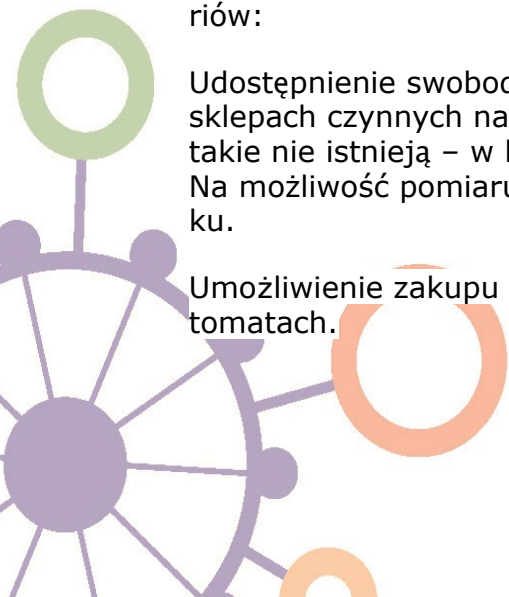 riów:
Udostępnienie swobod
sklepach czynnych na
takie nie istnieją – w
Na możliwość pomiaru
ku.
Umożliwienie zakupu
tomatach.